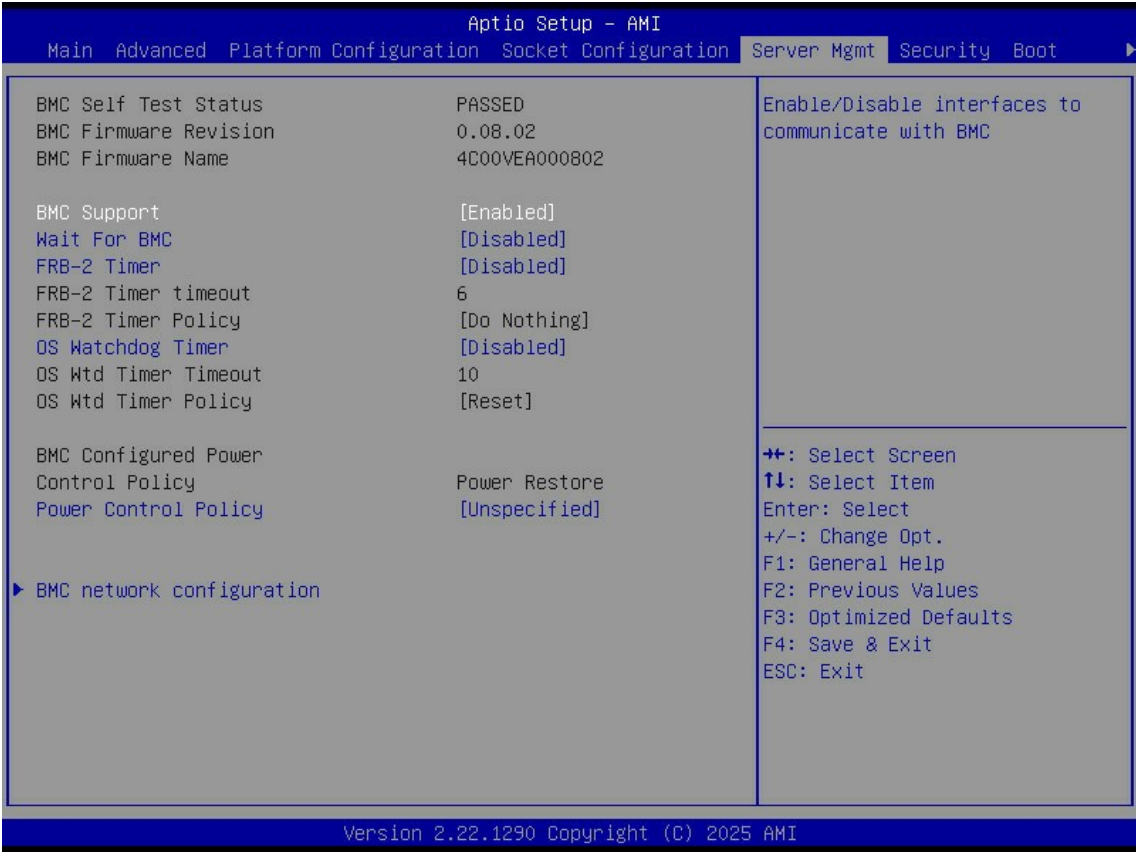 Aptio Setup – AMI
Main Advanced Platform Configuration Socket Configuration Server Mgmt Security Boot
BMC Self Test Status PASSED
BMC Firmware Revision 0.08.02
BMC Firmware Name 4C00VEA000802
BMC Support [Enabled]
Wait For BMC [Disabled]
FRB-2 Timer [Disabled]
FRB-2 Timer timeout 6
FRB-2 Timer Policy [Do Nothing]
OS Watchdog Timer [Disabled]
OS Wtd Timer Timeout 10
OS Wtd Timer Policy [Reset]
BMC Configured Power
Control Policy Power Restore
Power Control Policy [Unspecified]
BMC network configuration
Enable/Disable interfaces to
communicate with BMC
→←: Select Screen
↑↓: Select Item
Enter: Select
+/-: Change Opt.
F1: General Help
F2: Previous Values
F3: Optimized Defaults
F4: Save & Exit
ESC: Exit
Version 2.22.1290 Copyright (C) 2025 AMI